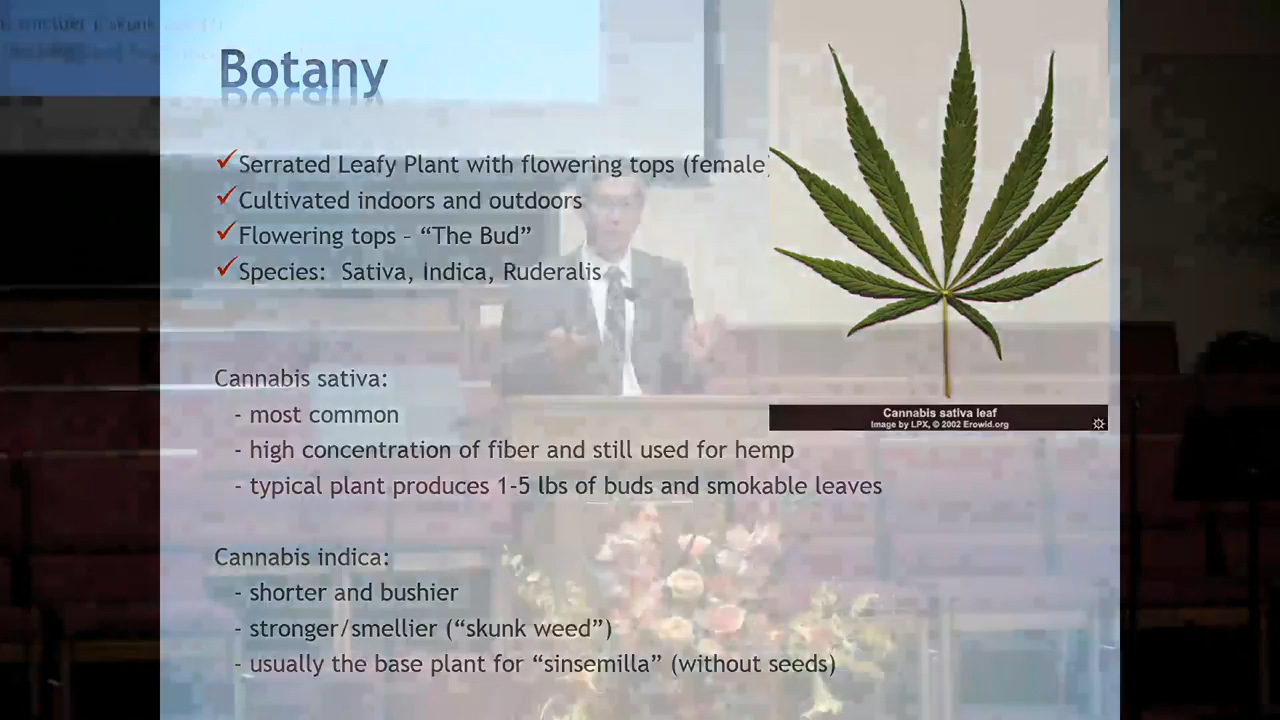 Botany
Serrated Leafy Plant with flowering tops (female)
Cultivated indoors and outdoors
Flowering tops – “The Bud”
Species: Sativa, Indica, Ruderalis
Cannabis sativa leaf
Image by LPX, © 2002 Erowid.org
Cannabis sativa:
- most common
- high concentration of fiber and still used for hemp
- typical plant produces 1-5 lbs of buds and smokable leaves
Cannabis indica:
- shorter and bushier
- stronger/smellier (“skunk weed”)
- usually the base plant for “sinsemilla” (without seeds)